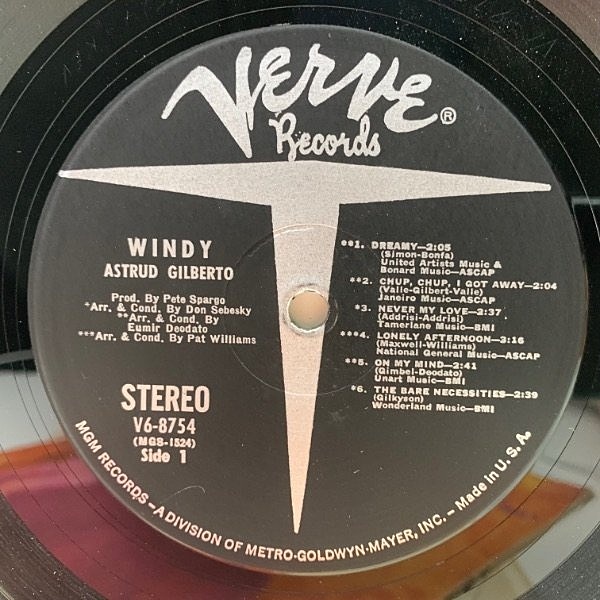 VERVE®
Records
WINDY
ASTRUD GILBERTO
Prod. By Pete Spargo
*Arr. & Cond. By Don Sebesky
**Arr. & Cond. By
Eumir Deodato
***Arr. & Cond. By Pat Williams
STEREO
V6-8754
(MGS-1524)
Side 1
**1. DREAMY—2:05
(Simon-Bonfa)
United Artists Music &
Bonard Music—ASCAP
**2. CHUP, CHUP, I GOT AWAY—2:04
(Valle-Gilbert-Valle)
Janeiro Music—ASCAP
*3. NEVER MY LOVE—2:37
(Addrisi-Addrisi)
Tamerlane Music—BMI
***4. LONELY AFTERNOON—3:16
(Maxwell-Williams)
National General Music—ASCAP
**5. ON MY MIND—2:41
(Gimbel-Deodato)
Unart Music—BMI
*6. THE BARE NECESSITIES—2:39
(Gilkyson)
Wonderland Music—BMI
MGM RECORDS – A DIVISION OF METRO-GOLDWYN-MAYER, INC. – Made in U. S. A.